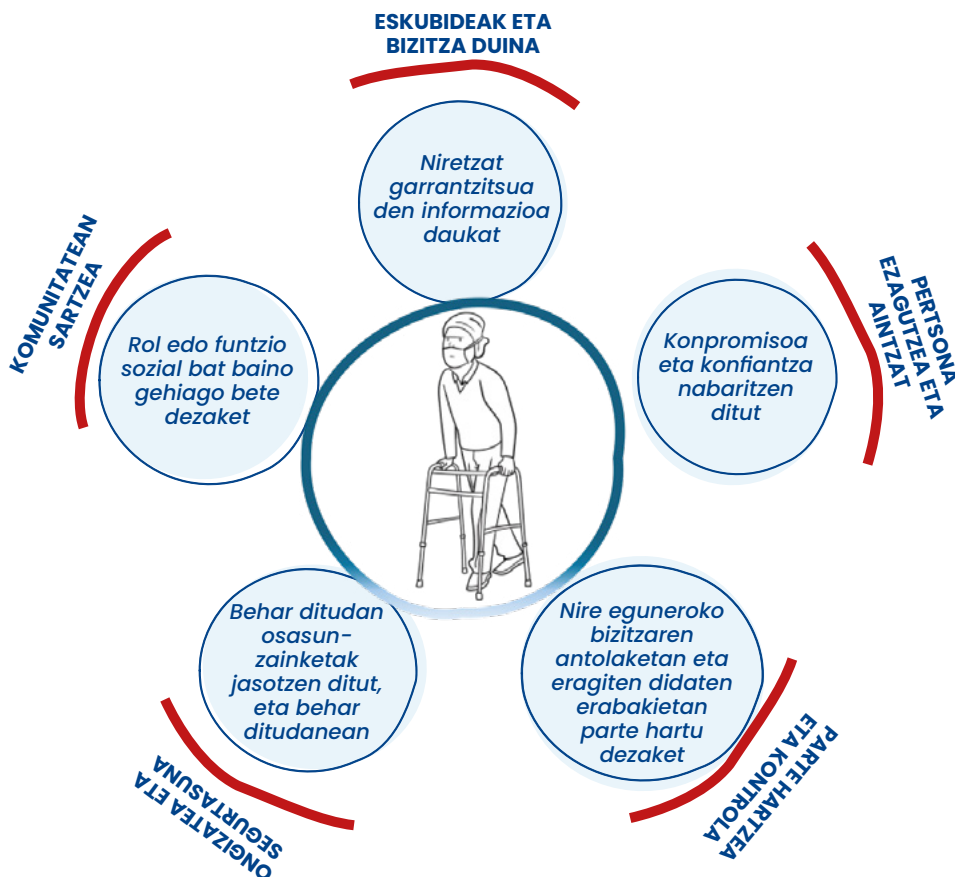 ESKUBIDEAK ETA
BIZITZA DUINA
Niretzat
garrantzitsua
den informazioa
daukat
PERTSONA
EZAGUTZEA ETA
AINTZAT
Konpromisoa
eta konfiantza
nabaritzen
ditut
PARTE HARTZEA
ETA KONTROLA
Nire eguneroko
bizitzaren
antolaketan eta
eragiten didaten
erabakietan
parte hartu
dezaket
ONGIZATEA ETA
SEGURTASUNA
Behar ditudan
osasun-
zainketak
jasotzen ditut,
eta behar
ditudanean
KOMUNITATEAN
SARTZEA
Rol edo funtzio
sozial bat baino
gehiago bete
dezaket